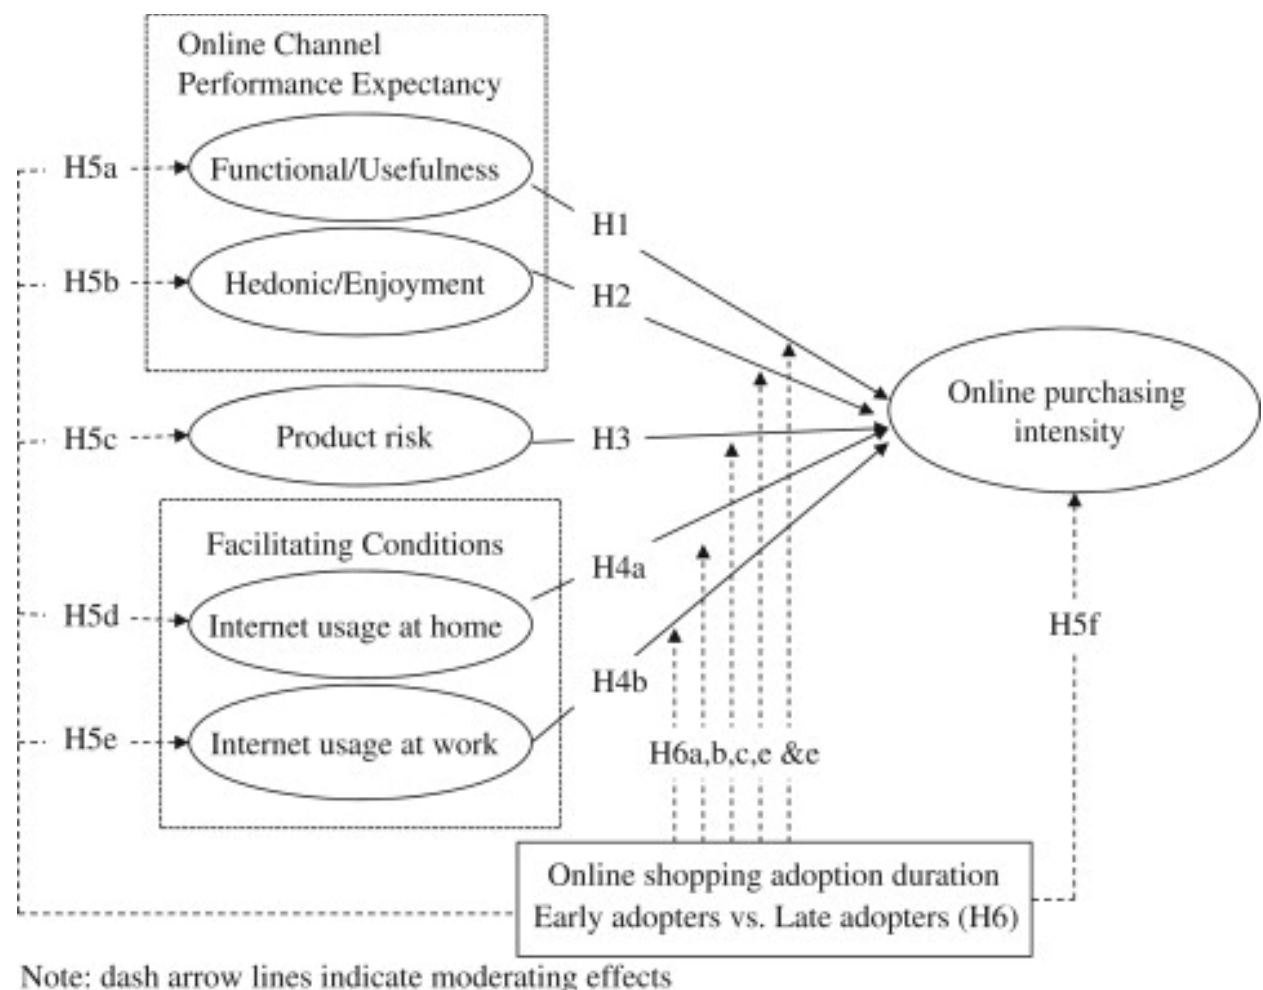 Online Channel
Performance Expectancy
H5a
Functional/Usefulness
H1
H5b
Hedonic/Enjoyment
H2
Online purchasing
intensity
H5c
Product risk
H3
Facilitating Conditions
H4a
H5d
Internet usage at home
H5f
H4b
H5e
Internet usage at work
H6a,b,c,e &e
Online shopping adoption duration
Early adopters vs. Late adopters (H6)
Note: dash arrow lines indicate moderating effects